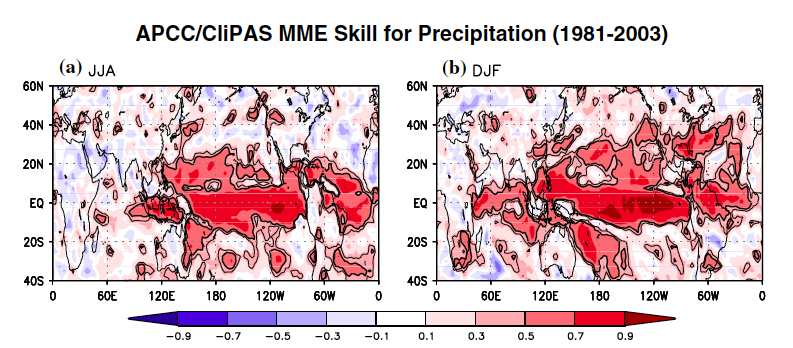 APCC/CliPAS MME Skill for Precipitation (1981-2003)
(a) JJA
(b) DJF
60N
40N
20N
EQ
20S
40S
0 60E 120E 180 120W 60W 0
60N
40N
20N
EQ
20S
40S
0 60E 120E 180 120W 60W 0
−0.9 −0.7 −0.5 −0.3 −0.1 0.1 0.3 0.5 0.7 0.9